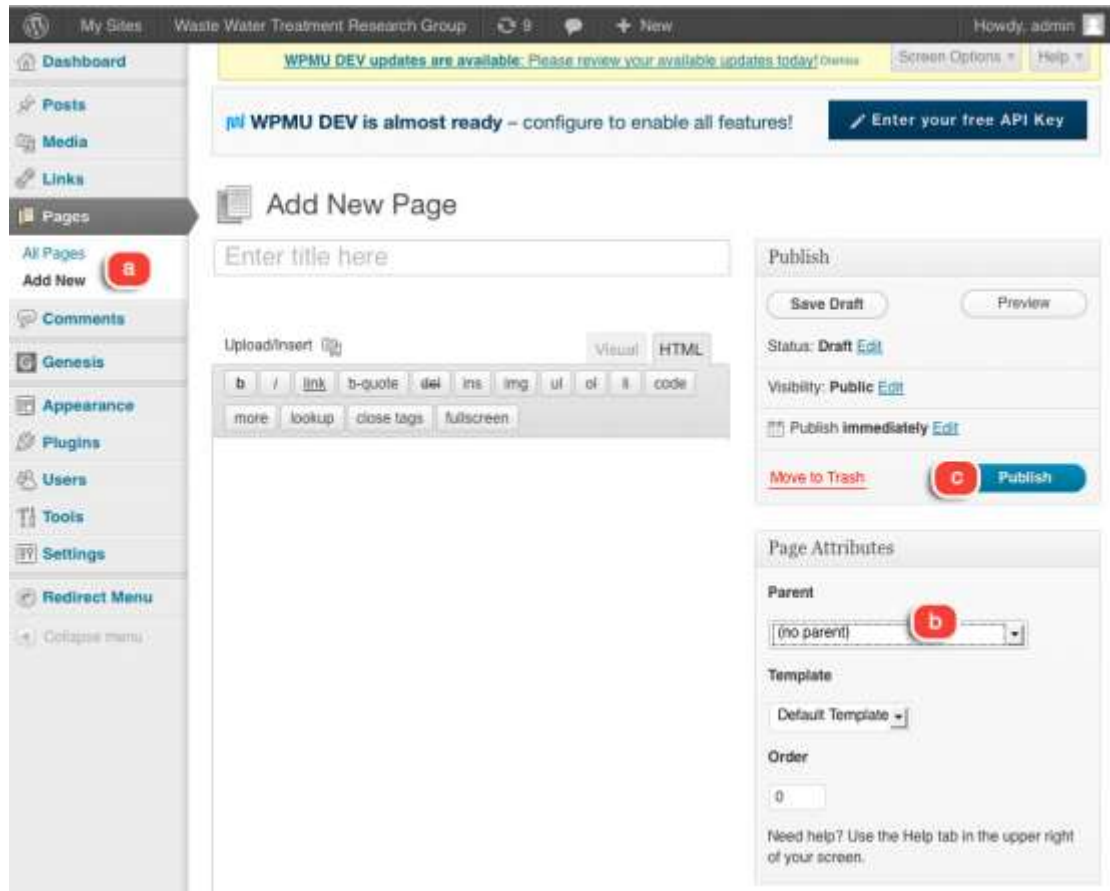 My Sites Waste Water Treatment Research Group 9 + New Howdy, admin
Dashboard
Posts
Media
Links
Pages
All Pages
Add New
a
Comments
Genesis
Appearance
Plugins
Users
Tools
Settings
Redirect Menu
Collapse menu
WPMU DEV updates are available: Please review your available updates today! Dismiss
Screen Options Help
WPMU DEV is almost ready – configure to enable all features!
Enter your free API Key
Add New Page
Enter title here
Upload/Insert
Visual HTML
b i link b-quote del ins img ul ol li code
more lookup close tags fullscreen
Publish
Save Draft Preview
Status: Draft Edit
Visibility: Public Edit
Publish immediately Edit
Move to Trash c Publish
Page Attributes
Parent
(no parent) b
Template
Default Template
Order
0
Need help? Use the Help tab in the upper right
of your screen.